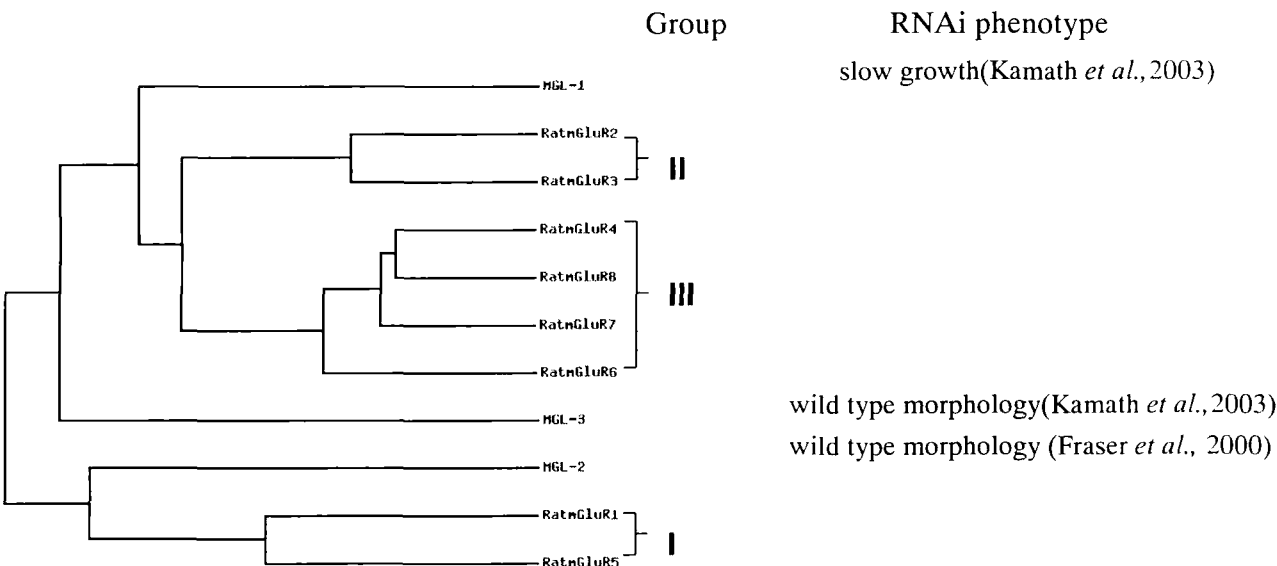 Group RNAi phenotype
slow growth(Kamath et al.,2003)
MGL-1
RatmGluR2
II
RatmGluR3
RatmGluR4
RatmGluR8
III
RatmGluR7
RatmGluR6
MGL-3 wild type morphology(Kamath et al.,2003)
wild type morphology (Fraser et al., 2000)
MGL-2
RatmGluR1
I
RatmGluR5